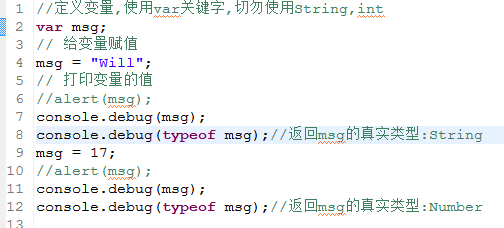 1 //定义变量,使用var关键字,切勿使用String,int
2 var msg;
3 // 给变量赋值
4 msg = "Will";
5 // 打印变量的值
6 //alert(msg);
7 console.debug(msg);
8 console.debug(typeof msg);//返回msg的真实类型:String
9 msg = 17;
10 //alert(msg);
11 console.debug(msg);
12 console.debug(typeof msg);//返回msg的真实类型:Number
13